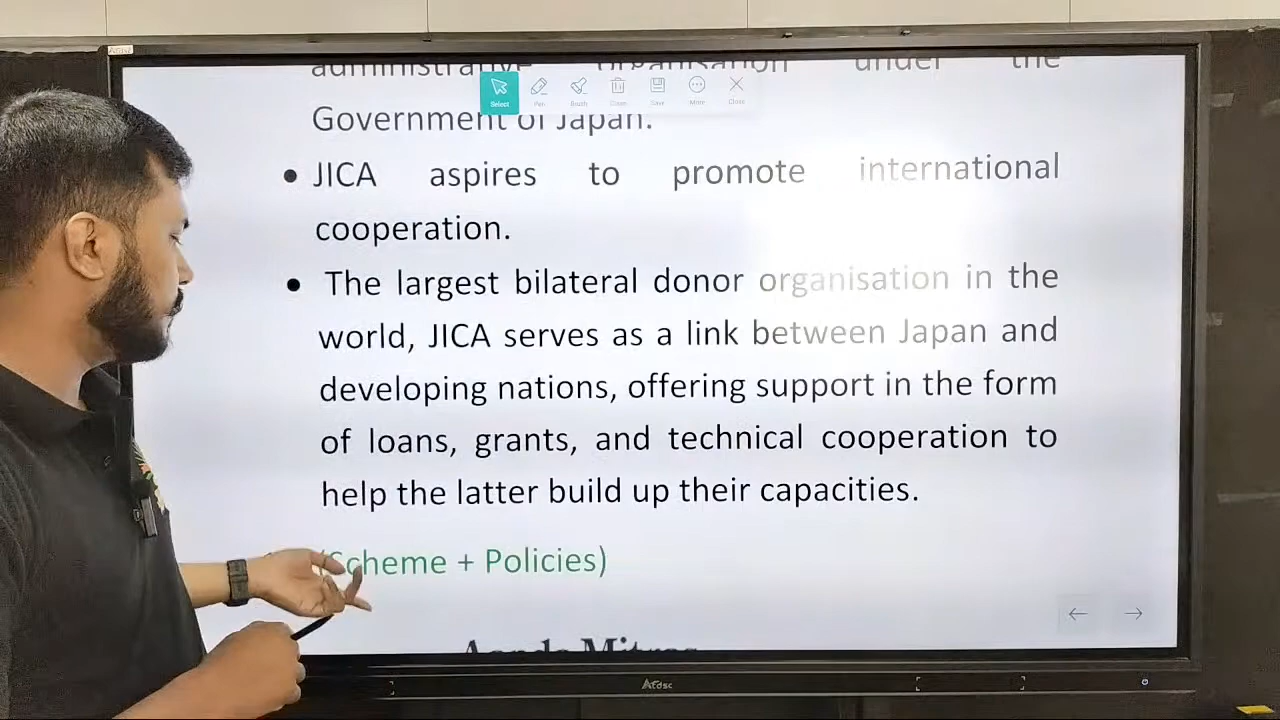 administrative organisation under the
Select
Pen
Close
Save
More
Government of Japan.
• JICA aspires to promote international
cooperation.
• The largest bilateral donor organisation in the
world, JICA serves as a link between Japan and
developing nations, offering support in the form
of loans, grants, and technical cooperation to
help the latter build up their capacities.
(Scheme + Policies)
← →